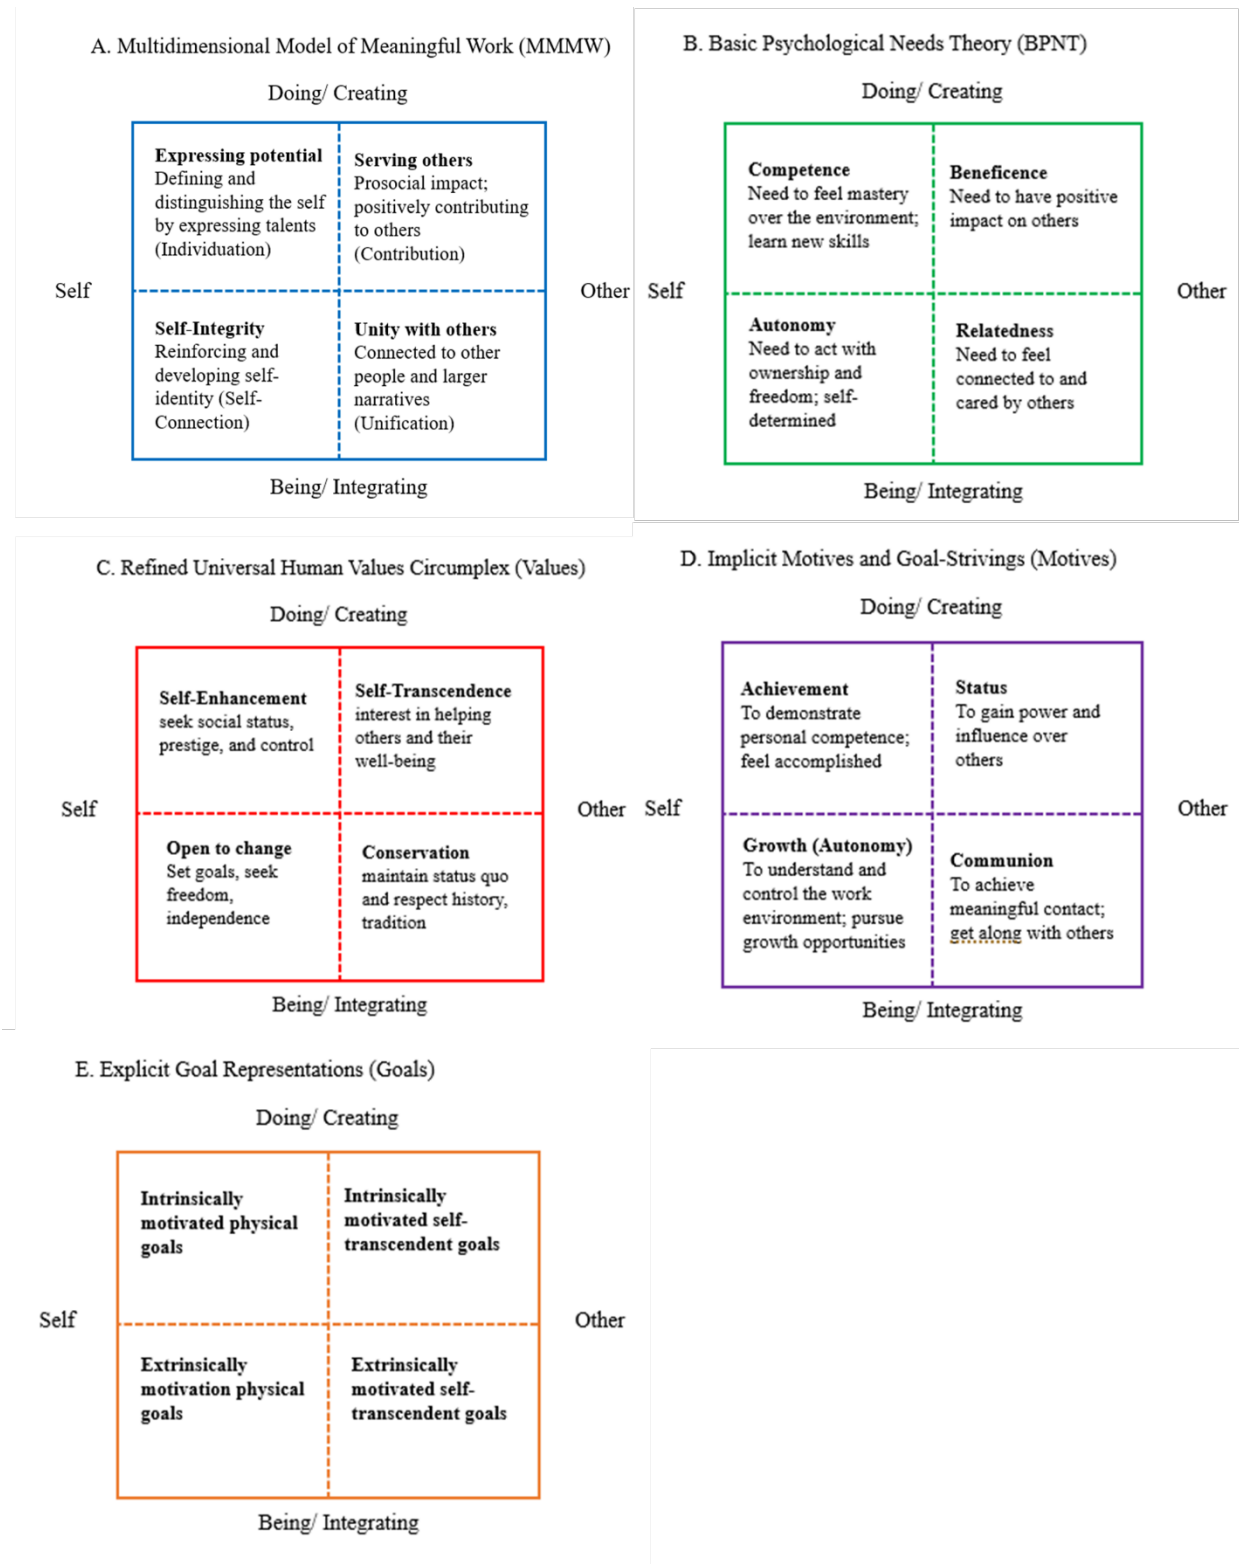 A. Multidimensional Model of Meaningful Work (MMMW)
Doing/ Creating
Expressing potential
Defining and
distinguishing the self
by expressing talents
(Individuation)
Serving others
Prosocial impact;
positively contributing
to others
(Contribution)
Self
Other
Self-Integrity
Reinforcing and
developing self-
identity (Self-
Connection)
Unity with others
Connected to other
people and larger
narratives
(Unification)
Being/ Integrating
B. Basic Psychological Needs Theory (BPNT)
Doing/ Creating
Competence
Need to feel mastery
over the environment;
learn new skills
Beneficence
Need to have positive
impact on others
Self
Other
Autonomy
Need to act with
ownership and
freedom; self-
determined
Relatedness
Need to feel
connected to and
cared by others
Being/ Integrating
C. Refined Universal Human Values Circumplex (Values)
Doing/ Creating
Self-Enhancement
seek social status,
prestige, and control
Self-Transcendence
interest in helping
others and their
well-being
Self
Other
Open to change
Set goals, seek
freedom,
independence
Conservation
maintain status quo
and respect history,
tradition
Being/ Integrating
D. Implicit Motives and Goal-Strivings (Motives)
Doing/ Creating
Achievement
To demonstrate
personal competence;
feel accomplished
Status
To gain power and
influence over
others
Self
Other
Growth (Autonomy)
To understand and
control the work
environment; pursue
growth opportunities
Communion
To achieve
meaningful contact;
get along with others
Being/ Integrating
E. Explicit Goal Representations (Goals)
Doing/ Creating
Intrinsically
motivated physical
goals
Intrinsically
motivated self-
transcendent goals
Self
Other
Extrinsically
motivation physical
goals
Extrinsically
motivated self-
transcendent goals
Being/ Integrating